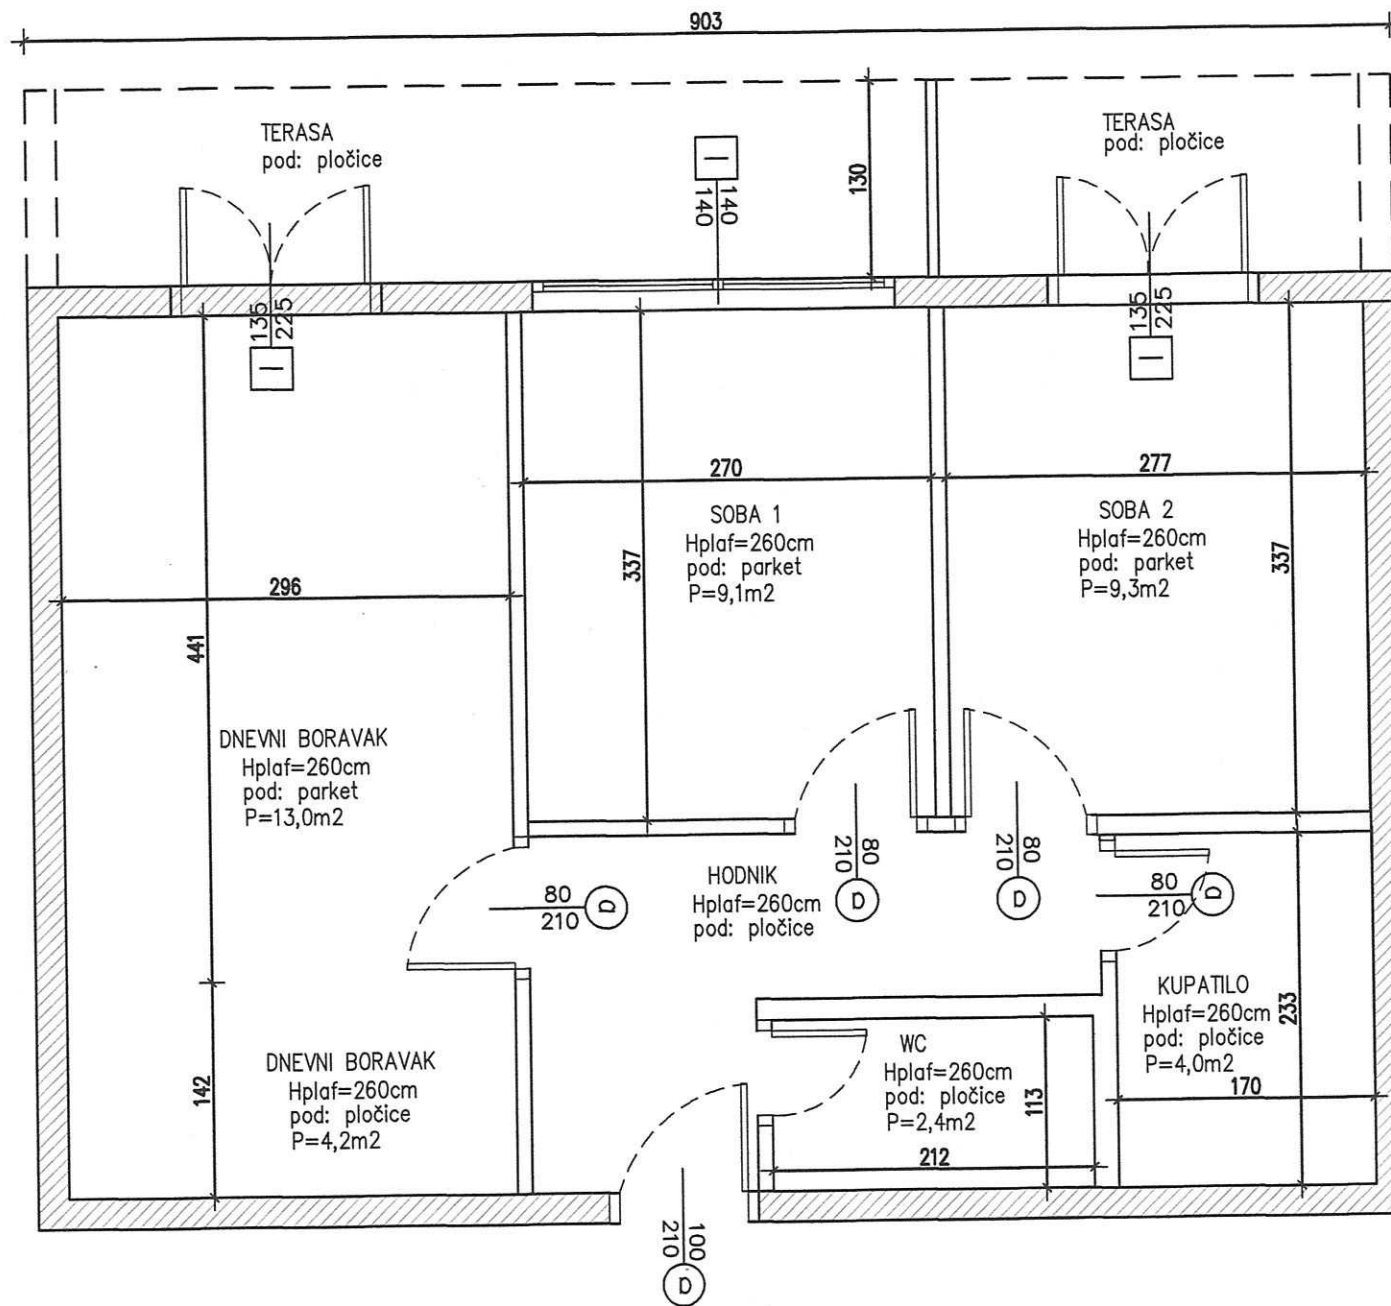 903
TERASA
pod: pločice
TERASA
pod: pločice
140
140
130
135
225
135
225
270
277
SOBA 1
Hplaf=260cm
pod: parket
P=9,1m2
SOBA 2
Hplaf=260cm
pod: parket
P=9,3m2
337
337
296
441
DNEVNI BORAVAK
Hplaf=260cm
pod: parket
P=13,0m2
80
210
D
HODNIK
Hplaf=260cm
pod: pločice
80
210
D
80
210
D
80
210
D
KUPATILO
Hplaf=260cm
pod: pločice
P=4,0m2
233
170
WC
Hplaf=260cm
pod: pločice
P=2,4m2
113
212
DNEVNI BORAVAK
Hplaf=260cm
pod: pločice
P=4,2m2
142
100
210
D